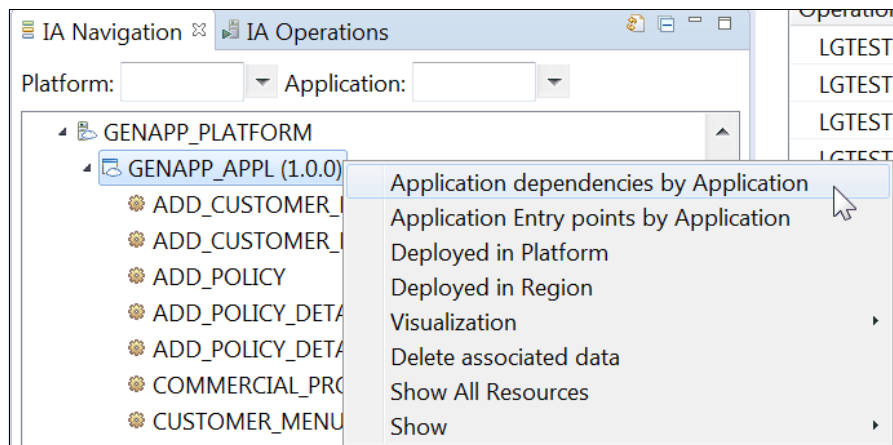 IA Navigation IA Operations
Operation
Platform: Application:
LGTEST
LGTEST
LGTEST
LGTEST
GENAPP_PLATFORM
GENAPP_APPL (1.0.0)
ADD_CUSTOMER_
ADD_CUSTOMER_
ADD_POLICY
ADD_POLICY_DETA
ADD_POLICY_DETA
COMMERCIAL_PRO
CUSTOMER_MENU
Application dependencies by Application
Application Entry points by Application
Deployed in Platform
Deployed in Region
Visualization
Delete associated data
Show All Resources
Show